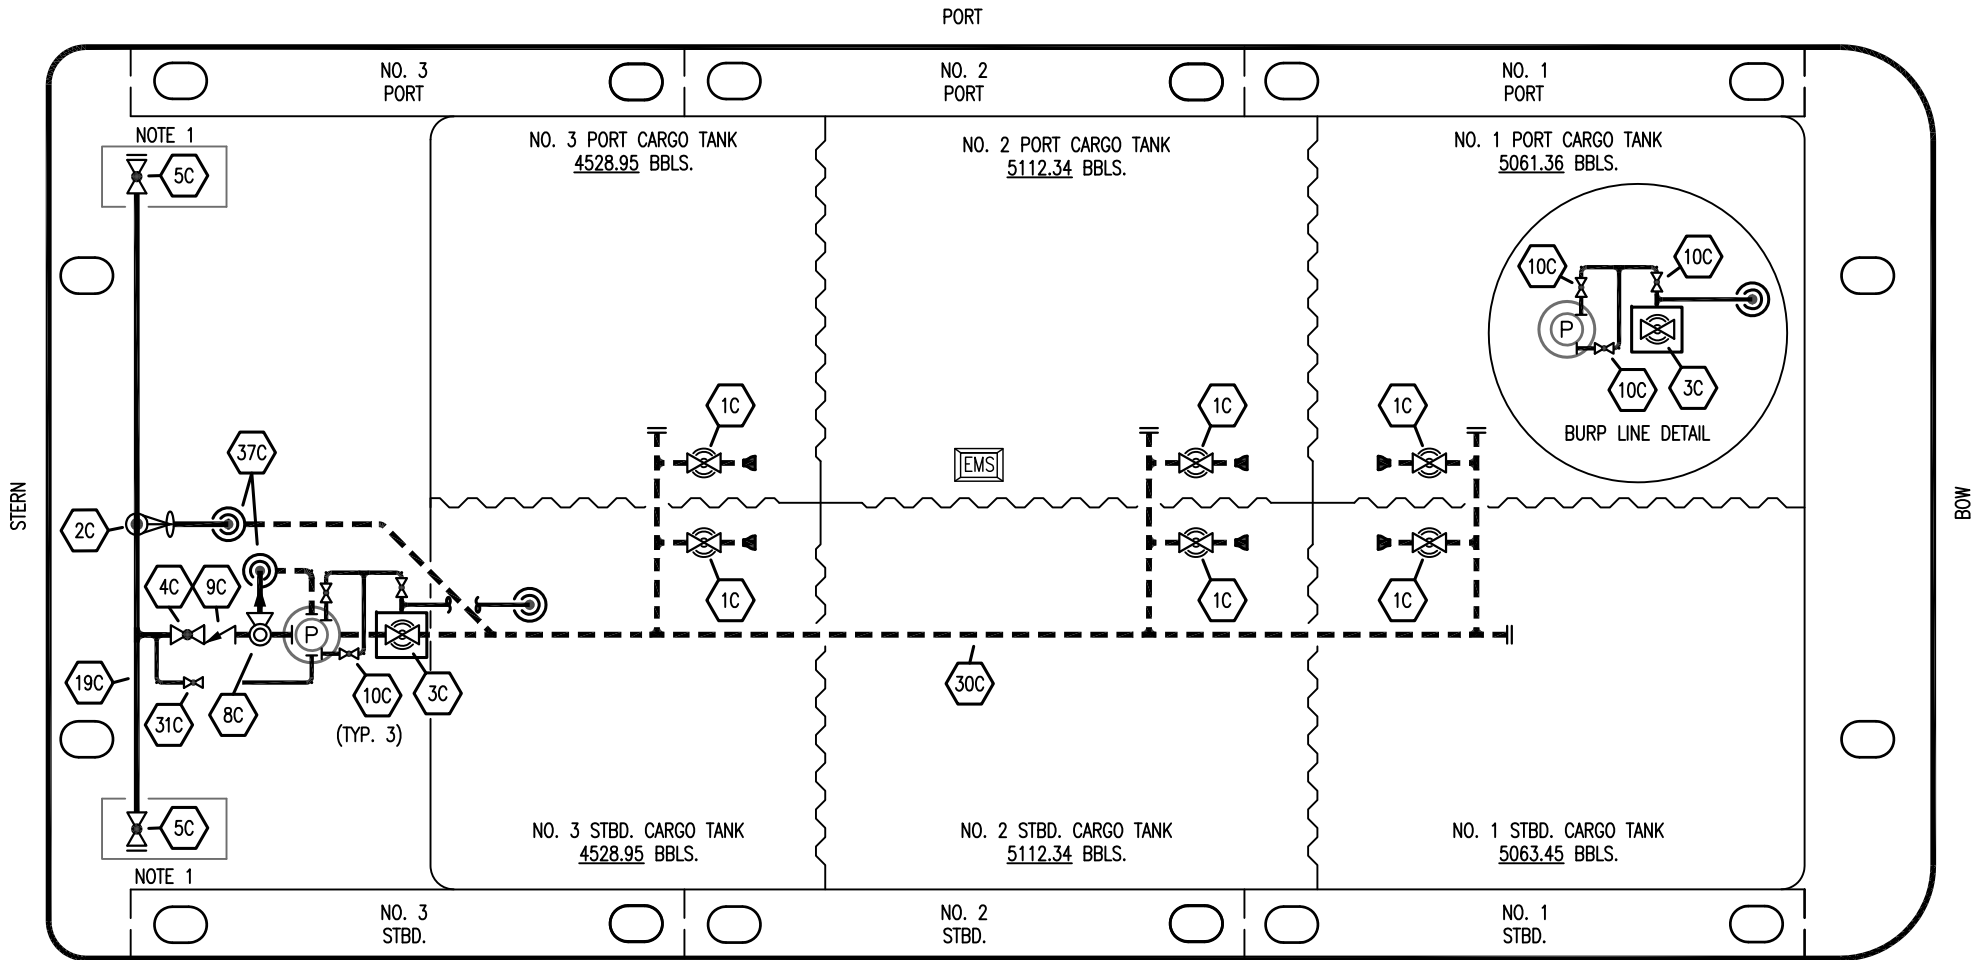 PORT
NO. 3
PORT
NO. 2
PORT
NO. 1
PORT
NOTE 1
5C
NO. 3 PORT CARGO TANK
4528.95 BBLS.
NO. 2 PORT CARGO TANK
5112.34 BBLS.
NO. 1 PORT CARGO TANK
5061.36 BBLS.
10C
10C
P
10C
3C
BURP LINE DETAIL
1C
1C
1C
37C
EMS
STERN
BOW
2C
4C
9C
1C
1C
1C
P
19C
31C
8C
10C
(TYP. 3)
3C
30C
5C
NOTE 1
NO. 3 STBD. CARGO TANK
4528.95 BBLS.
NO. 2 STBD. CARGO TANK
5112.34 BBLS.
NO. 1 STBD. CARGO TANK
5063.45 BBLS.
NO. 3
STBD.
NO. 2
STBD.
NO. 1
STBD.